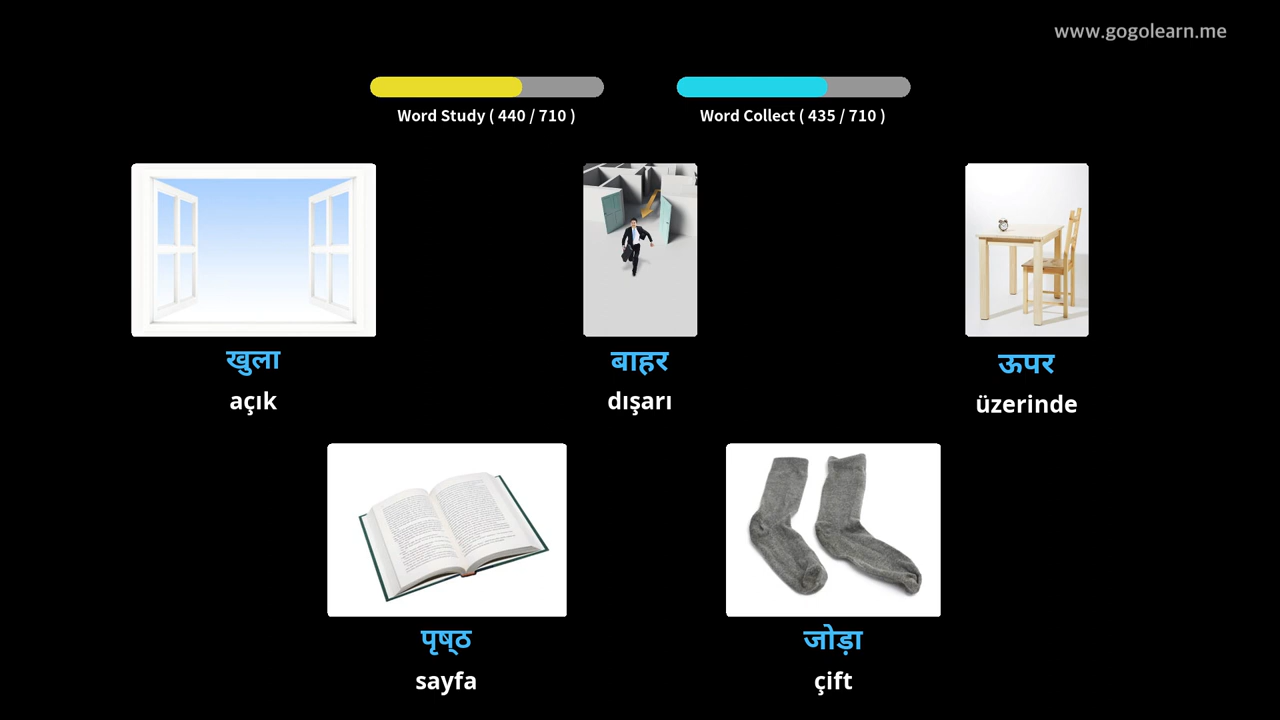 www.gogolearn.me
Word Study ( 440 / 710 )
Word Collect ( 435 / 710 )
खुला
açık
बाहर
dışarı
ऊपर
üzerinde
पृष्ठ
sayfa
जोड़ा
çift